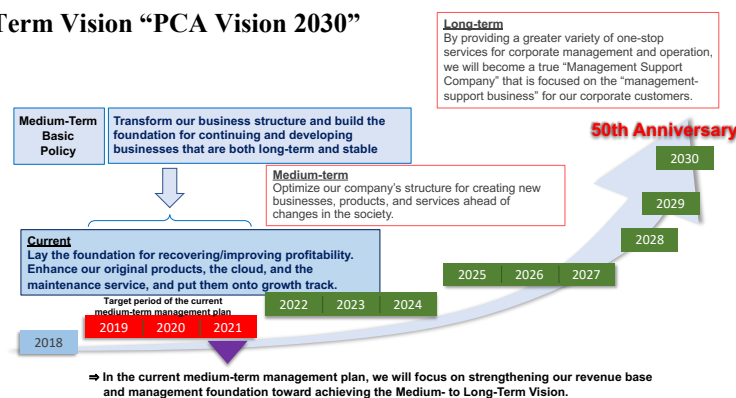 Term Vision “PCA Vision 2030”
Long-term
By providing a greater variety of one-stop
services for corporate management and operation,
we will become a true “Management Support
Company” that is focused on the “management-
support business” for our corporate customers.
Medium-Term
Basic
Policy
Transform our business structure and build the
foundation for continuing and developing
businesses that are both long-term and stable
50th Anniversary
2030
Medium-term
Optimize our company’s structure for creating new
businesses, products, and services ahead of
changes in the society.
2029
2028
Current
Lay the foundation for recovering/improving profitability.
Enhance our original products, the cloud, and the
maintenance service, and put them onto growth track.
2025 2026 2027
Target period of the current
medium-term management plan
2022 2023 2024
2019 2020 2021
2018
⇒ In the current medium-term management plan, we will focus on strengthening our revenue base
and management foundation toward achieving the Medium- to Long-Term Vision.